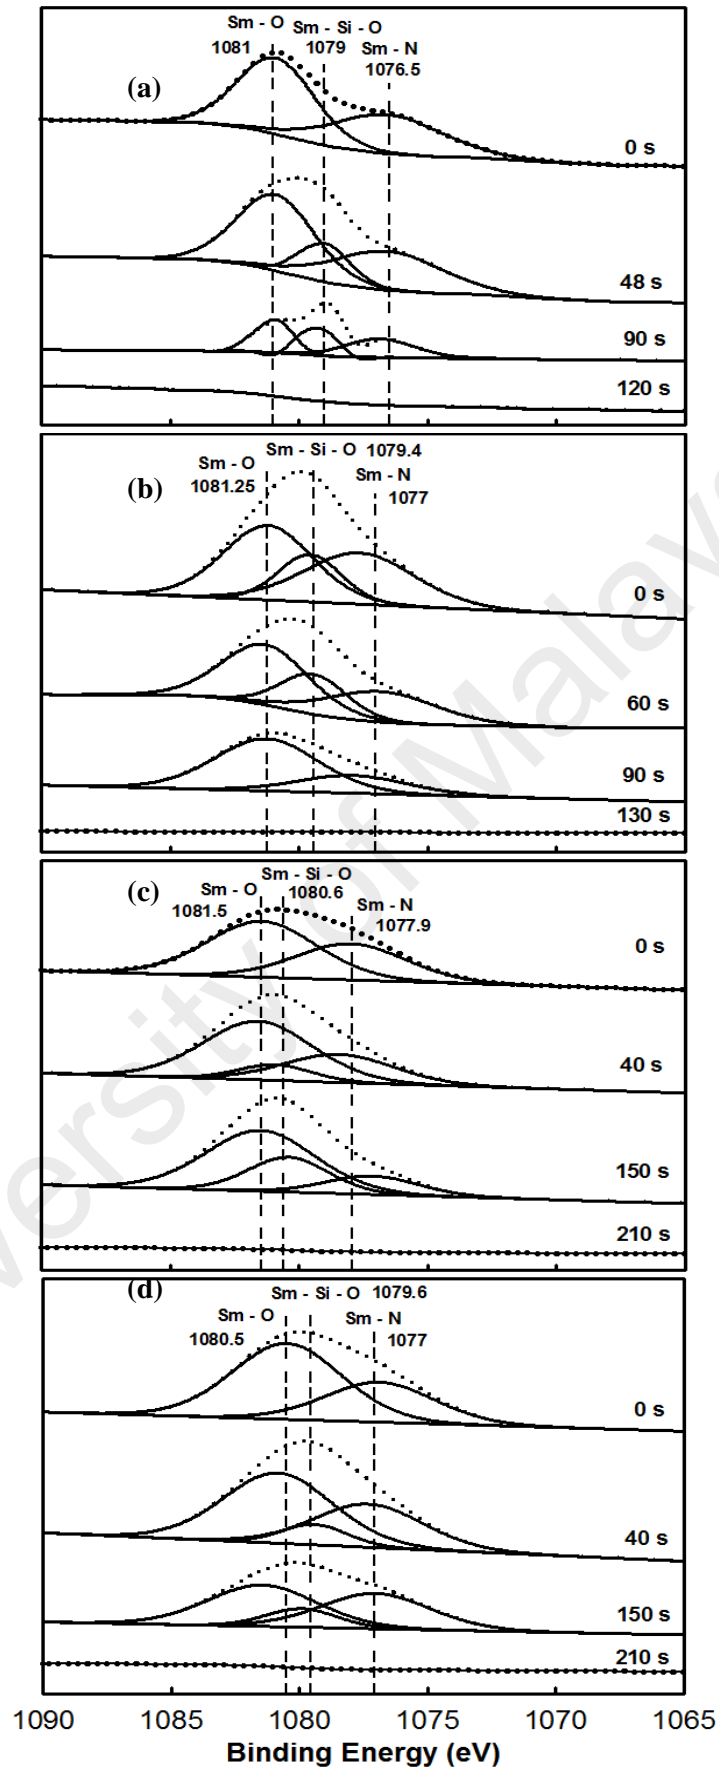 Sm - O Sm - Si - O Sm - N
1081 1079 1076.5
(a)
0 s
48 s
90 s
120 s
Sm - Si - O 1079.4
Sm - O Sm - N
(b) 1081.25 1077
0 s
60 s
90 s
130 s
Sm - Si - O
(c) Sm - O 1080.6 Sm - N
1081.5 1077.9
0 s
40 s
150 s
210 s
(d) Sm - Si - O 1079.6
Sm - O Sm - N
1080.5 1077
0 s
40 s
150 s
210 s
1090 1085 1080 1075 1070 1065
Binding Energy (eV)
versity of Malaya